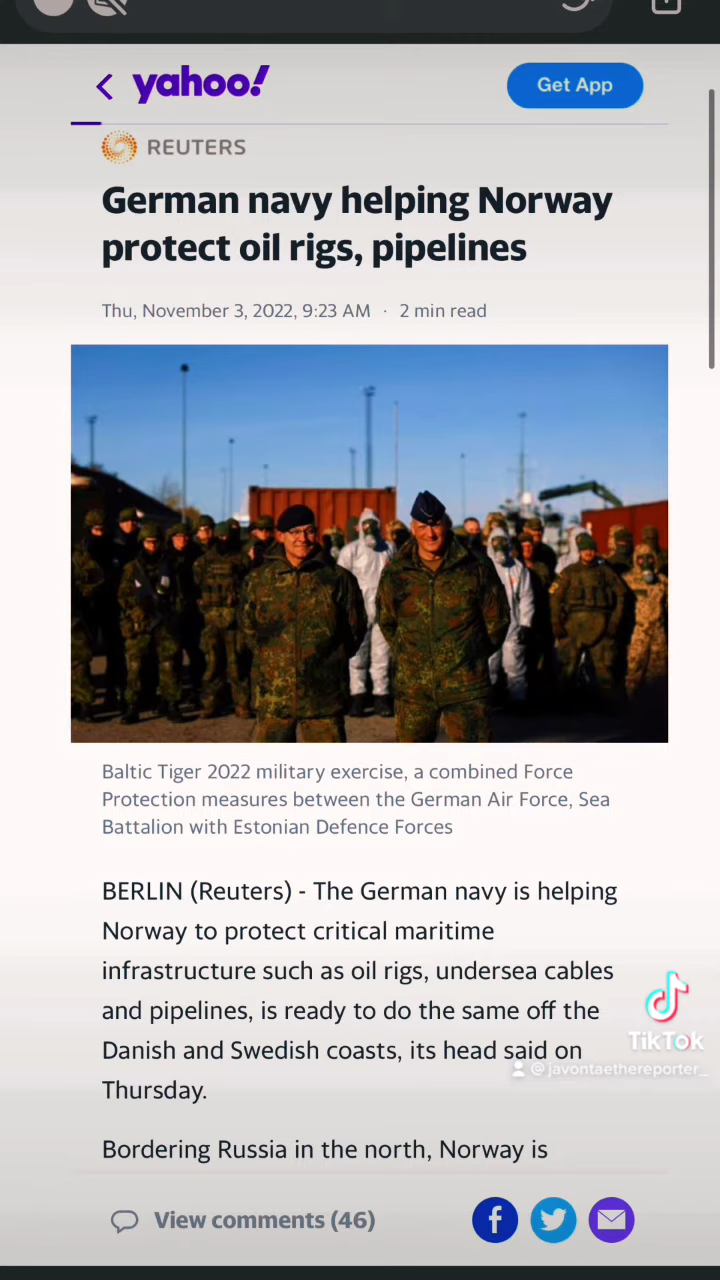 yahoo!
Get App
REUTERS
German navy helping Norway
protect oil rigs, pipelines
Thu, November 3, 2022, 9:23 AM · 2 min read
Baltic Tiger 2022 military exercise, a combined Force
Protection measures between the German Air Force, Sea
Battalion with Estonian Defence Forces
BERLIN (Reuters) - The German navy is helping
Norway to protect critical maritime
infrastructure such as oil rigs, undersea cables
and pipelines, is ready to do the same off the
Danish and Swedish coasts, its head said on
Thursday.
TikTok
@javontaethereporter_
Bordering Russia in the north, Norway is
View comments (46)